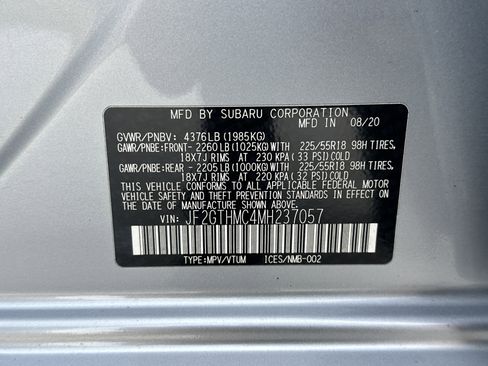 MFD BY SUBARU CORPORATION
MFD IN 08/20
GVWR/PNBV: 4376LB(1985KG)
GAWR/PNBE:FRONT-2260LB(1025KG)WITH 225/55R18 98H TIRES,
18X7J RIMS AT 230 KPA(33 PSI)COLD
GAWR/PNBE:REAR -2205LB(1000KG)WITH 225/55R18 98H TIRES,
18X7J RIMS AT 220 KPA(32 PSI)COLD
THIS VEHICLE CONFORMS TO ALL APPLICABLE FEDERAL MOTOR
VEHICLE SAFETY AND BUMPER STANDARDS IN EFFECT
ON THE DATE OF MANUFACTURE SHOWN ABOVE.
VIN: JF2GTHMC4MH237057
TYPE:MPV/VTUM ICES/NMB-002